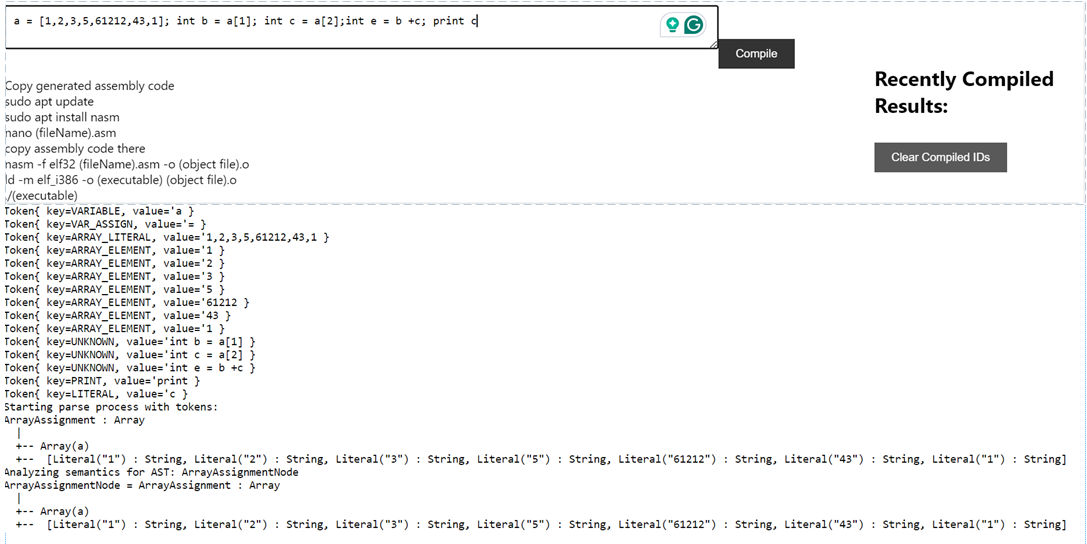 a = [1,2,3,5,61212,43,1]; int b = a[1]; int c = a[2];int e = b +c; print c
Compile
Copy generated assembly code
sudo apt update
sudo apt install nasm
nano (fileName).asm
copy assembly code there
nasm -f elf32 (fileName).asm -o (object file).o
ld -m elf_i386 -o (executable) (object file).o
./(executable)
Recently Compiled
Results:
Clear Compiled IDs
Token{ key=VARIABLE, value='a }
Token{ key=VAR_ASSIGN, value='= }
Token{ key=ARRAY_LITERAL, value='1,2,3,5,61212,43,1 }
Token{ key=ARRAY_ELEMENT, value='1 }
Token{ key=ARRAY_ELEMENT, value='2 }
Token{ key=ARRAY_ELEMENT, value='3 }
Token{ key=ARRAY_ELEMENT, value='5 }
Token{ key=ARRAY_ELEMENT, value='61212 }
Token{ key=ARRAY_ELEMENT, value='43 }
Token{ key=ARRAY_ELEMENT, value='1 }
Token{ key=UNKNOWN, value='int b = a[1] }
Token{ key=UNKNOWN, value='int c = a[2] }
Token{ key=UNKNOWN, value='int e = b +c }
Token{ key=PRINT, value='print }
Token{ key=LITERAL, value='c }
Starting parse process with tokens:
ArrayAssignment : Array
|
+-- Array(a)
+-- [Literal("1") : String, Literal("2") : String, Literal("3") : String, Literal("5") : String, Literal("61212") : String, Literal("43") : String, Literal("1") : String]
Analyzing semantics for AST: ArrayAssignmentNode
ArrayAssignmentNode = ArrayAssignment : Array
|
+-- Array(a)
+-- [Literal("1") : String, Literal("2") : String, Literal("3") : String, Literal("5") : String, Literal("61212") : String, Literal("43") : String, Literal("1") : String]